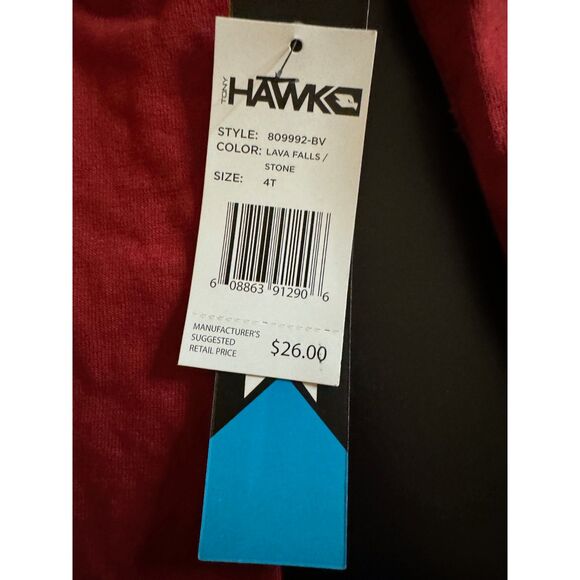 TONY
HAWK
STYLE: 809992-BV
COLOR: LAVA FALLS /
STONE
SIZE: 4T
6 08863 91290 6
MANUFACTURER'S
SUGGESTED
RETAIL PRICE $26.00